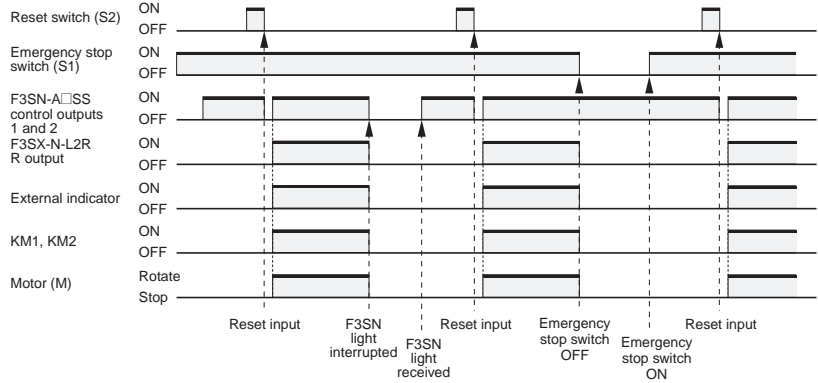 Reset switch (S2)
ON
OFF
Emergency stop
switch (S1)
ON
OFF
F3SN-A□SS
control outputs
1 and 2
ON
OFF
F3SX-N-L2R
R output
ON
OFF
External indicator
ON
OFF
KM1, KM2
ON
OFF
Motor (M)
Rotate
Stop
Reset input
F3SN
light
interrupted
F3SN
light
received
Reset input
Emergency
stop switch
OFF
Emergency
stop switch
ON
Reset input